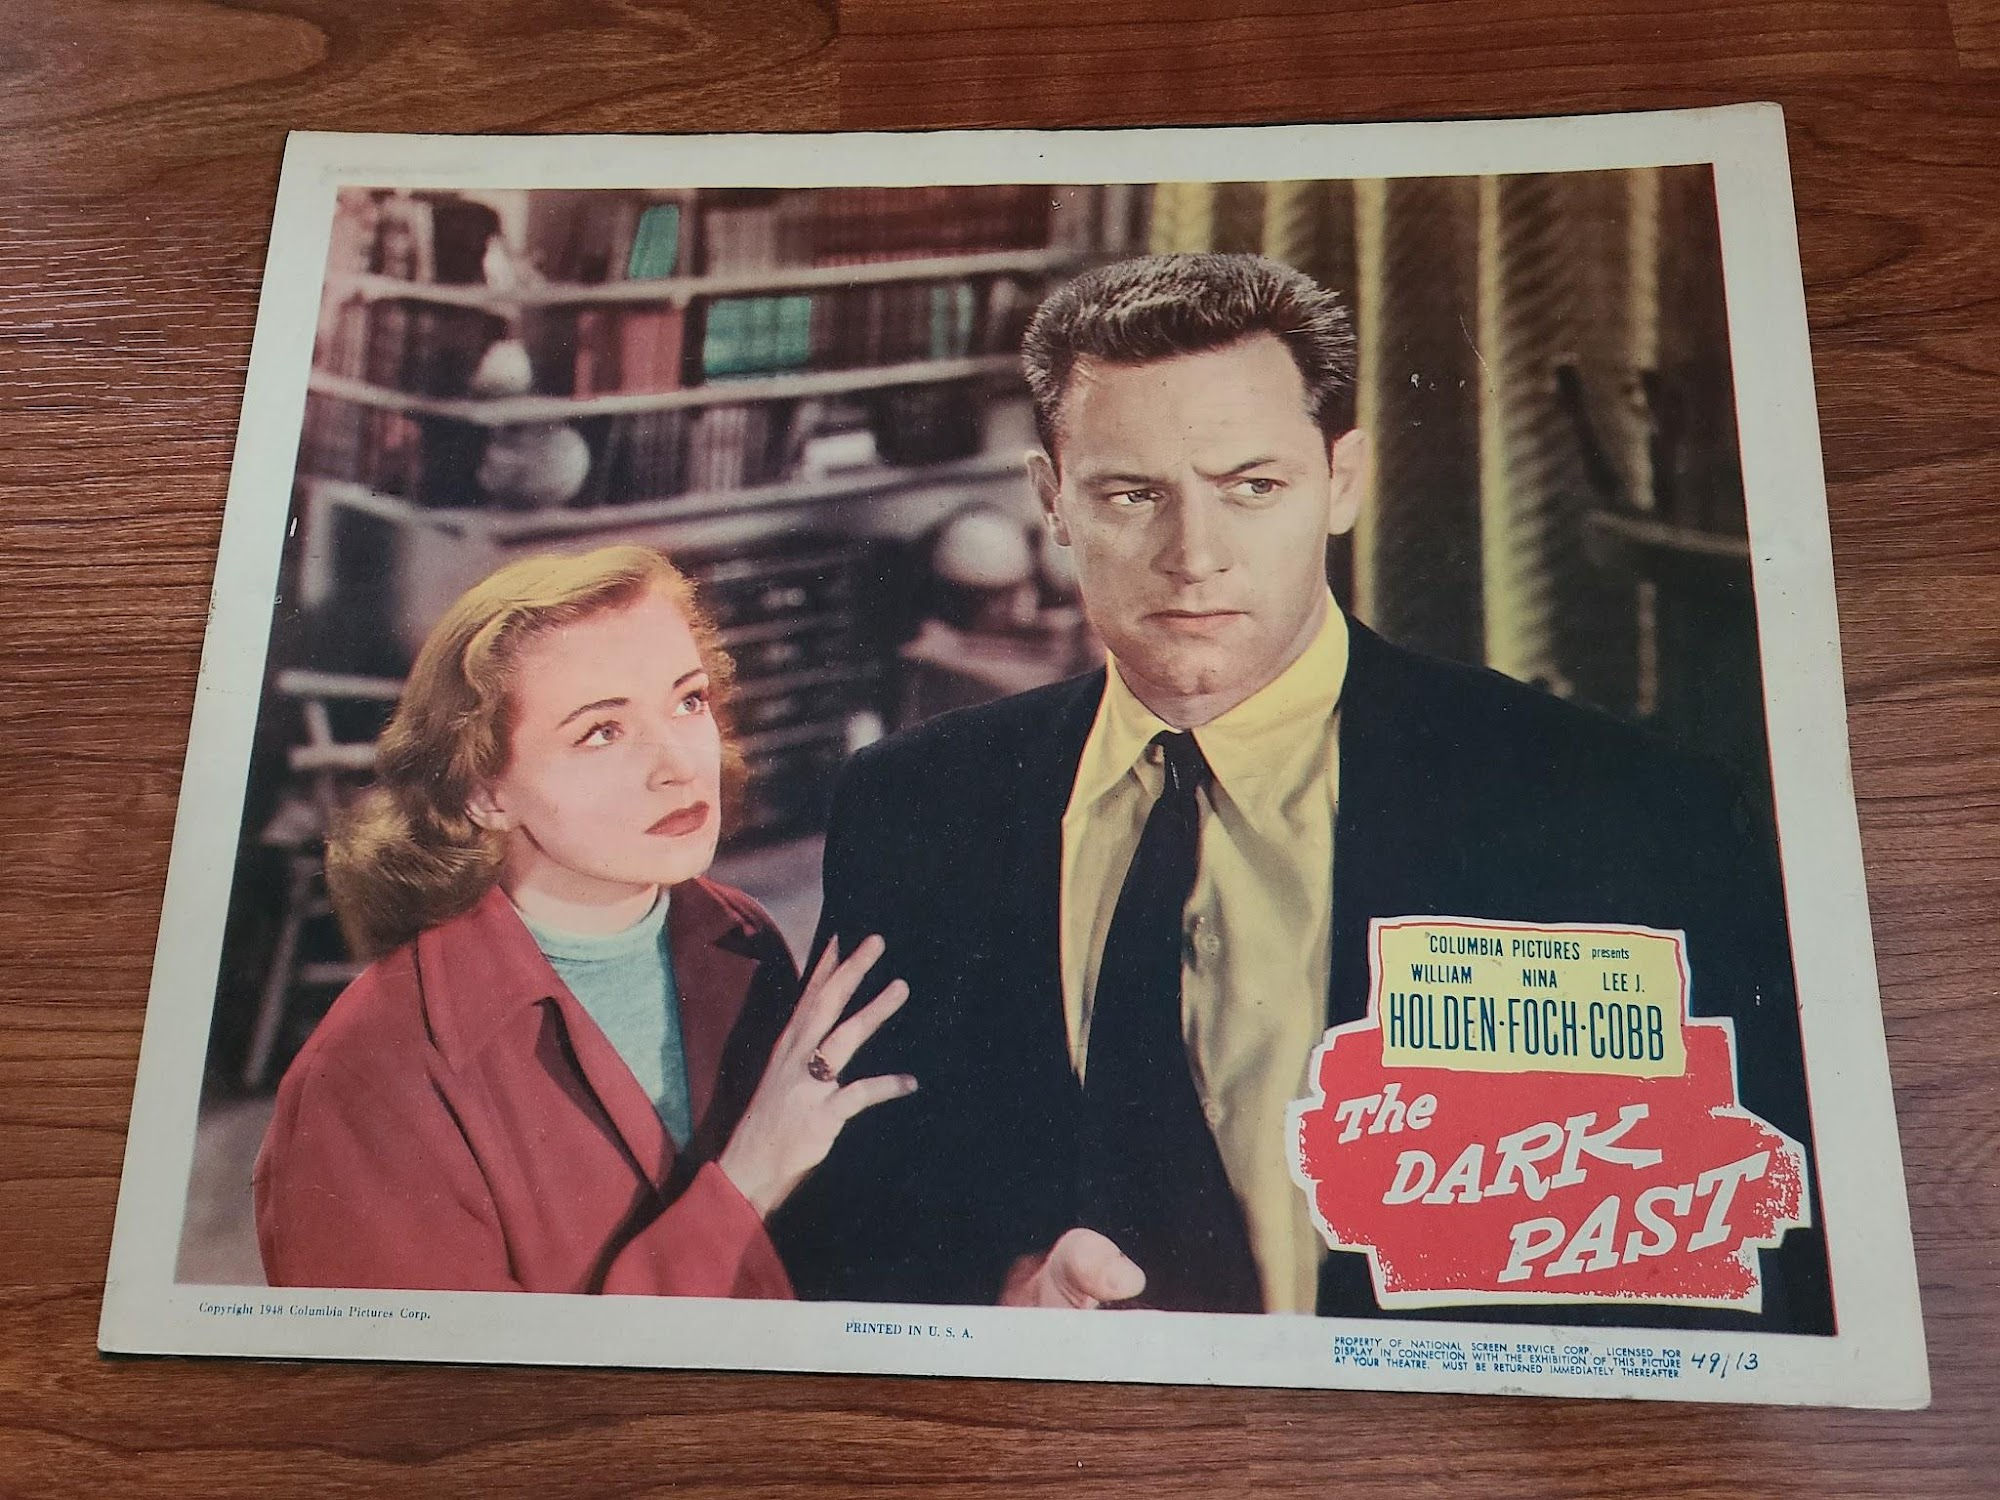 COLUMBIA PICTURES presents
WILLIAM NINA LEE J.
HOLDEN·FOCH·COBB
The
DARK
PAST
Copyright 1948 Columbia Pictures Corp.
PRINTED IN U. S. A.
PROPERTY OF NATIONAL SCREEN SERVICE CORP. LICENSED FOR
DISPLAY IN CONNECTION WITH THE EXHIBITION OF THIS PICTURE
AT YOUR THEATRE. MUST BE RETURNED IMMEDIATELY THEREAFTER.
49/13